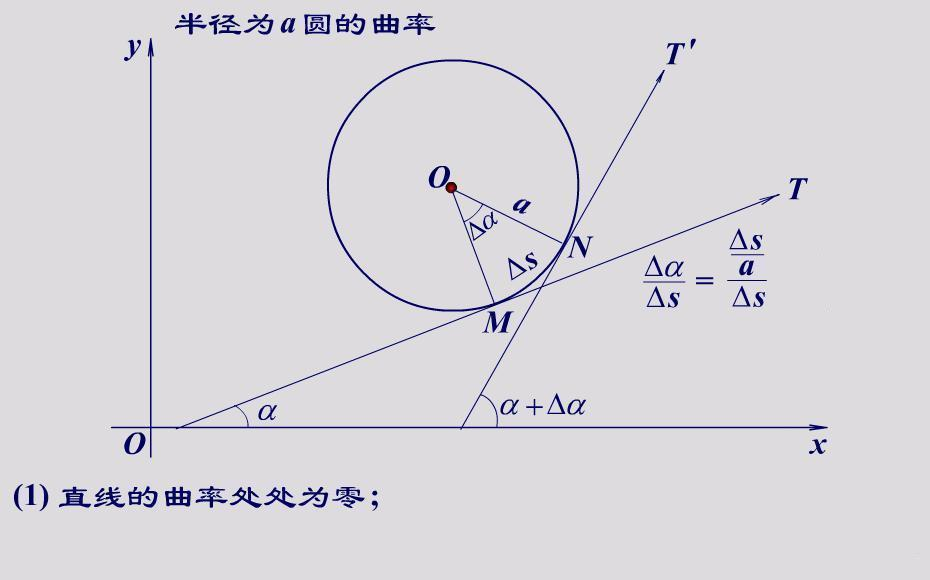 半径为a圆的曲率
y
T′
O
a
T
Δα
N
Δs
Δα/Δs = (Δs/a)/Δs
M
α
α+Δα
O
x
(1) 直线的曲率处处为零;